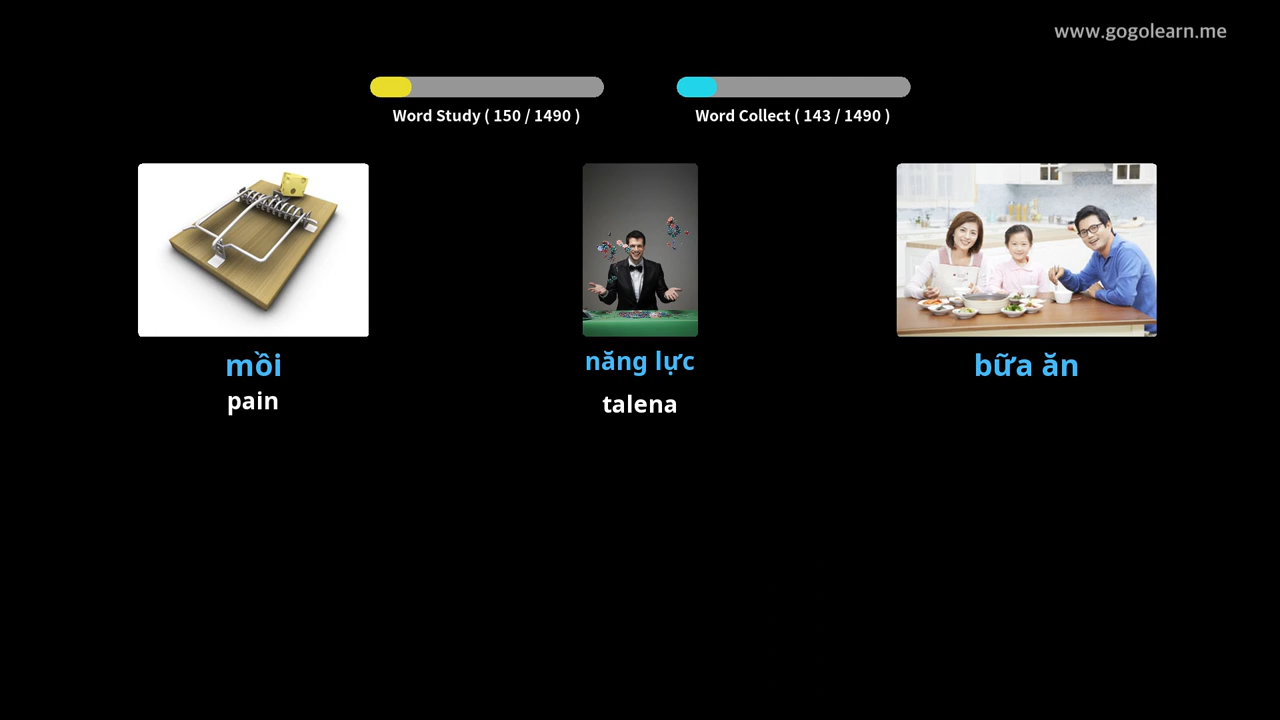 www.gogolearn.me
Word Study ( 150 / 1490 )
Word Collect ( 143 / 1490 )
mồi
năng lực
bữa ăn
pain
talena